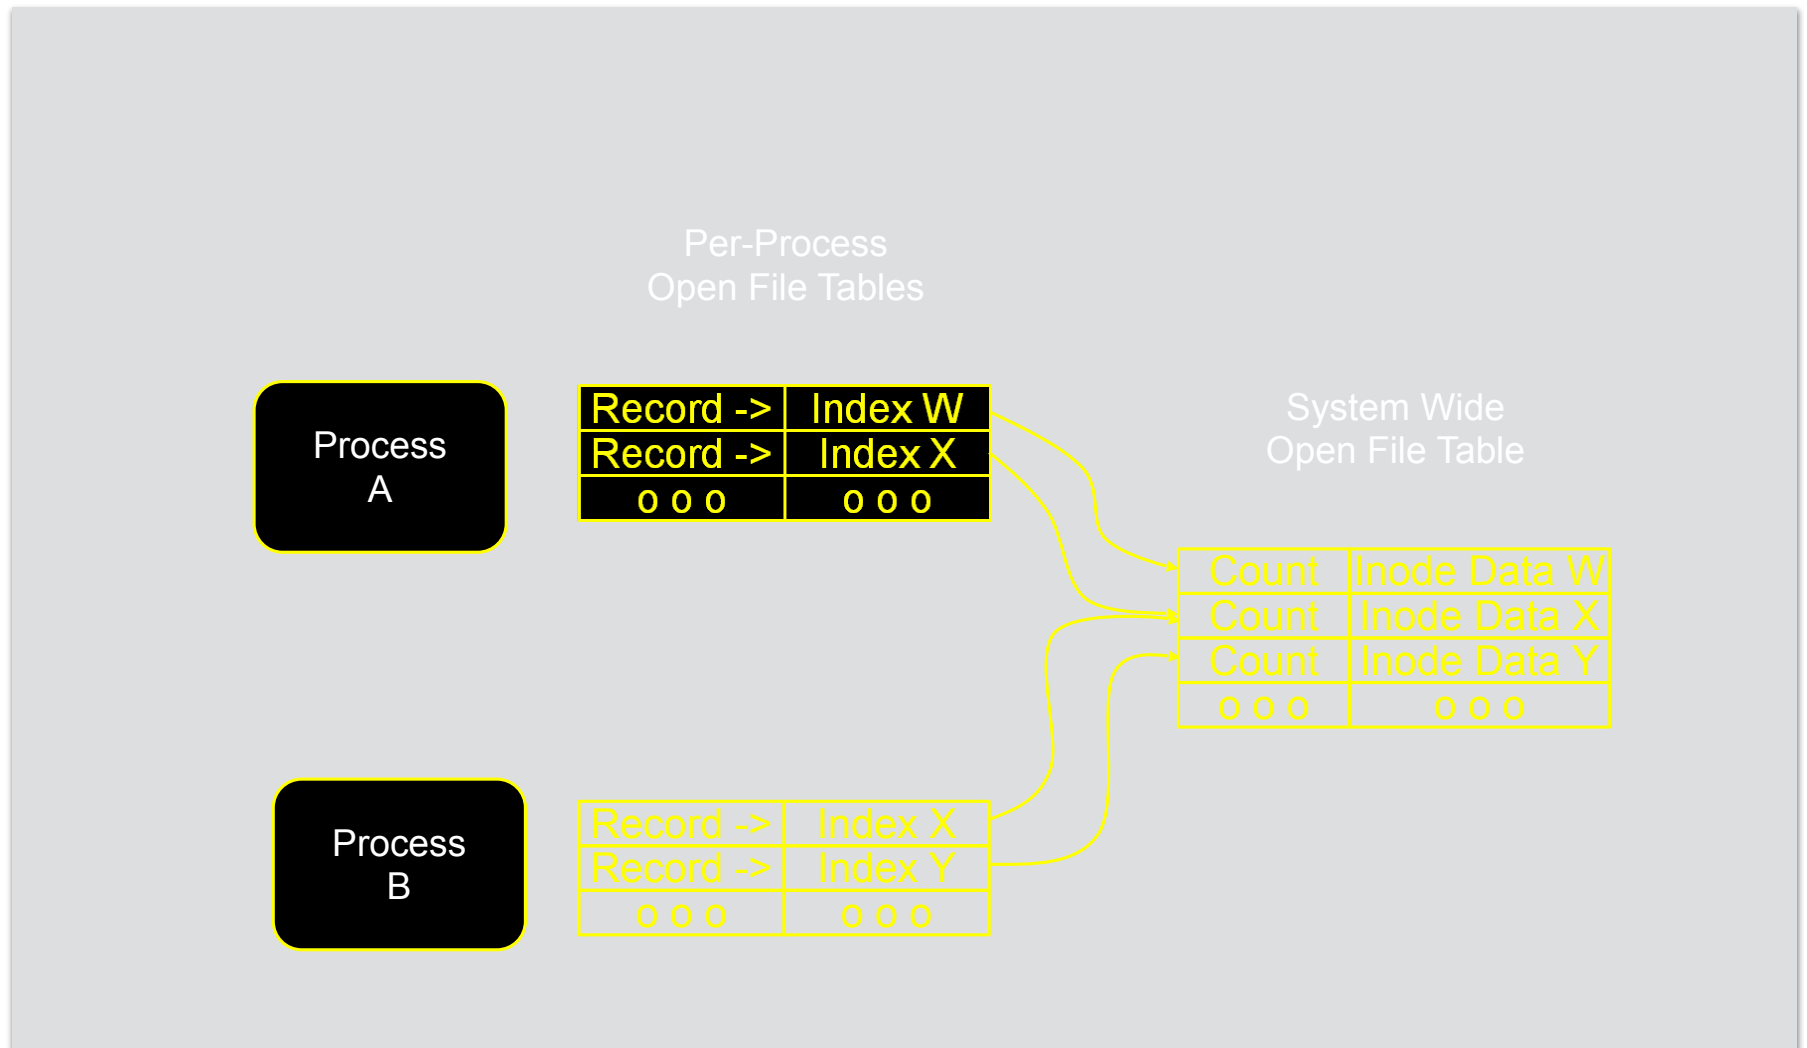 Per-Process
Open File Tables
Process
A
Record -> Index W
Record -> Index X
o o o o o o
System Wide
Open File Table
Count Inode Data W
Count Inode Data X
Count Inode Data Y
o o o o o o
Process
B
Record -> Index X
Record -> Index Y
o o o o o o